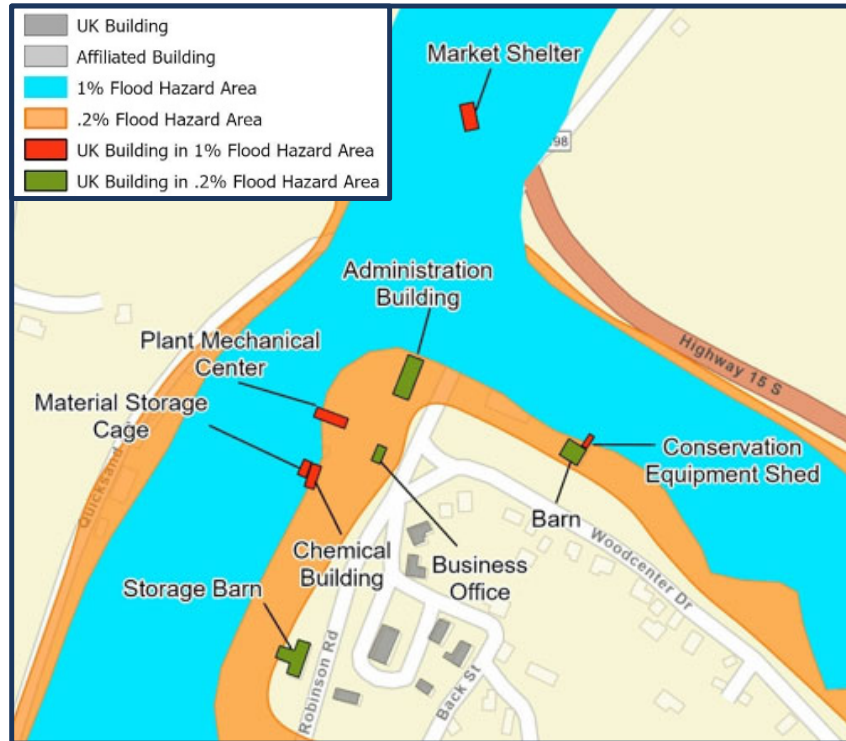 UK Building
Affiliated Building
1% Flood Hazard Area
.2% Flood Hazard Area
UK Building in 1% Flood Hazard Area
UK Building in .2% Flood Hazard Area
Market Shelter
98
Administration
Building
Highway 15 S
Plant Mechanical
Center
Material Storage
Cage
Quicksand
Conservation
Equipment Shed
Barn
Woodcenter Dr
Chemical
Building
Business
Office
Storage Barn
Robinson Rd
Back St